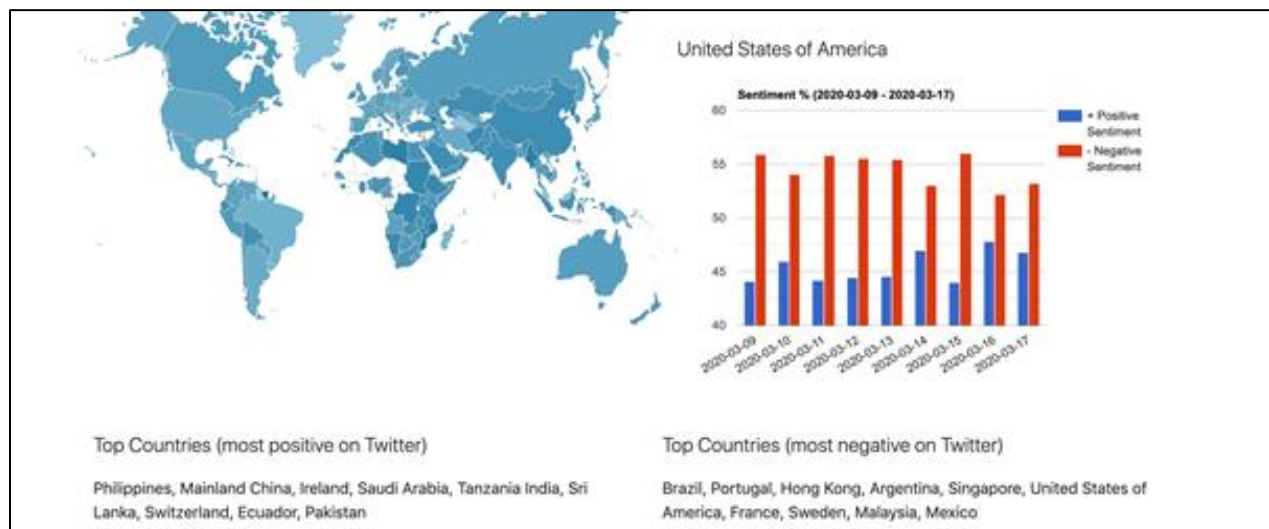 United States of America
Sentiment % (2020-03-09 - 2020-03-17)
60
55
50
45
40
+ Positive
Sentiment
- Negative
Sentiment
2020-03-09
2020-03-10
2020-03-11
2020-03-12
2020-03-13
2020-03-14
2020-03-15
2020-03-16
2020-03-17
Top Countries (most positive on Twitter)
Philippines, Mainland China, Ireland, Saudi Arabia, Tanzania India, Sri
Lanka, Switzerland, Ecuador, Pakistan
Top Countries (most negative on Twitter)
Brazil, Portugal, Hong Kong, Argentina, Singapore, United States of
America, France, Sweden, Malaysia, Mexico